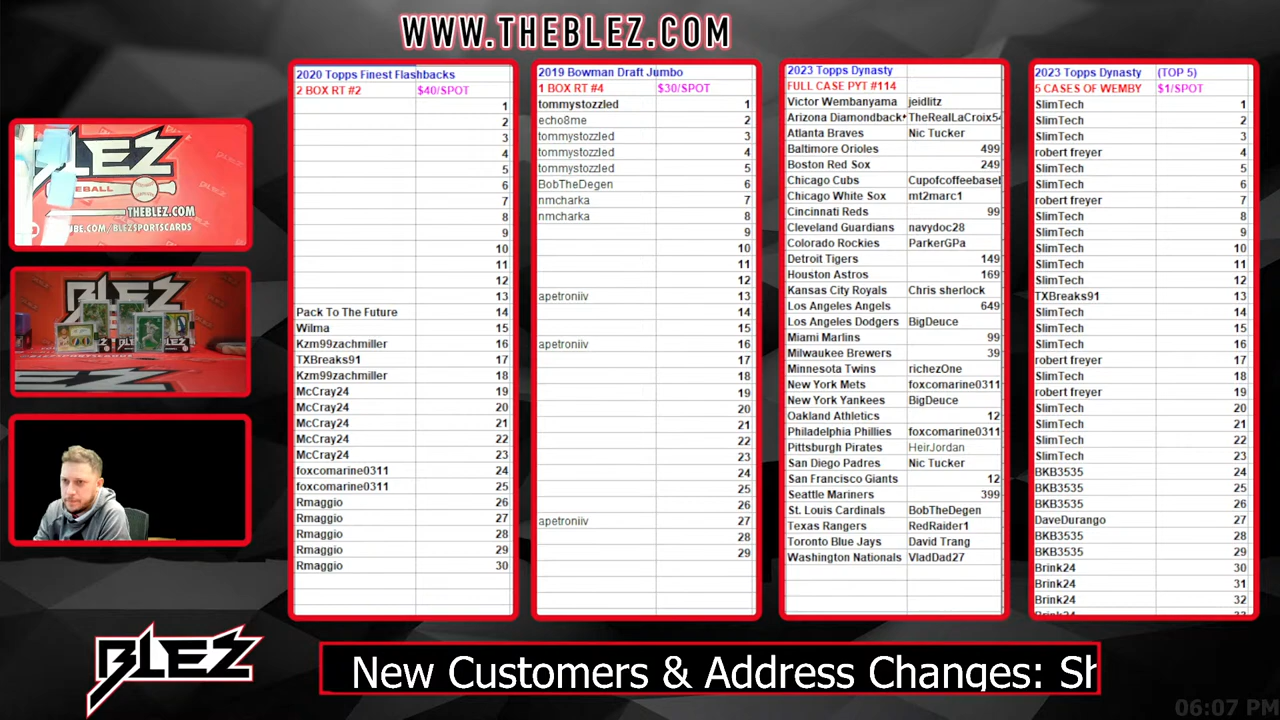 WWW.THEBLEZ.COM
2020 Topps Finest Flashbacks
2 BOX RT #2 $40/SPOT
1
2
3
4
5
6
7
8
9
10
11
12
13
Pack To The Future 14
Wilma 15
Kzm99zachmiller 16
TXBreaks91 17
Kzm99zachmiller 18
McCray24 19
McCray24 20
McCray24 21
McCray24 22
McCray24 23
foxcomarine0311 24
foxcomarine0311 25
Rmaggio 26
Rmaggio 27
Rmaggio 28
Rmaggio 29
Rmaggio 30
2019 Bowman Draft Jumbo
1 BOX RT #4 $30/SPOT
tommystozzled 1
echo8me 2
tommystozzled 3
tommystozzled 4
tommystozzled 5
BobTheDegen 6
nmcharka 7
nmcharka 8
9
10
11
12
apetroniiv 13
14
15
apetroniiv 16
17
18
19
20
21
22
23
24
25
26
apetroniiv 27
28
29
2023 Topps Dynasty
FULL CASE PYT #114
Victor Wembanyama jeidlitz
Arizona Diamondback TheRealLaCroix54
Atlanta Braves Nic Tucker
Baltimore Orioles 499
Boston Red Sox 249
Chicago Cubs Cupofcoffeebasel
Chicago White Sox mt2marc1
Cincinnati Reds 99
Cleveland Guardians navydoc28
Colorado Rockies ParkerGPa
Detroit Tigers 149
Houston Astros 169
Kansas City Royals Chris sherlock
Los Angeles Angels 649
Los Angeles Dodgers BigDeuce
Miami Marlins 99
Milwaukee Brewers 39
Minnesota Twins richezOne
New York Mets foxcomarine0311
New York Yankees BigDeuce
Oakland Athletics 12
Philadelphia Phillies foxcomarine0311
Pittsburgh Pirates HeirJordan
San Diego Padres Nic Tucker
San Francisco Giants 12
Seattle Mariners 399
St. Louis Cardinals BobTheDegen
Texas Rangers RedRaider1
Toronto Blue Jays David Trang
Washington Nationals VladDad27
2023 Topps Dynasty (TOP 5)
5 CASES OF WEMBY $1/SPOT
SlimTech 1
SlimTech 2
SlimTech 3
robert freyer 4
SlimTech 5
SlimTech 6
robert freyer 7
SlimTech 8
SlimTech 9
SlimTech 10
SlimTech 11
SlimTech 12
TXBreaks91 13
SlimTech 14
SlimTech 15
SlimTech 16
robert freyer 17
SlimTech 18
robert freyer 19
SlimTech 20
SlimTech 21
SlimTech 22
SlimTech 23
BKB3535 24
BKB3535 25
BKB3535 26
DaveDurango 27
BKB3535 28
BKB3535 29
Brink24 30
Brink24 31
Brink24 32
Brink24 33
BLEZ
THEBLEZ.COM
BLEZ
BLEZ
New Customers & Address Changes: Sh
06:07 PM